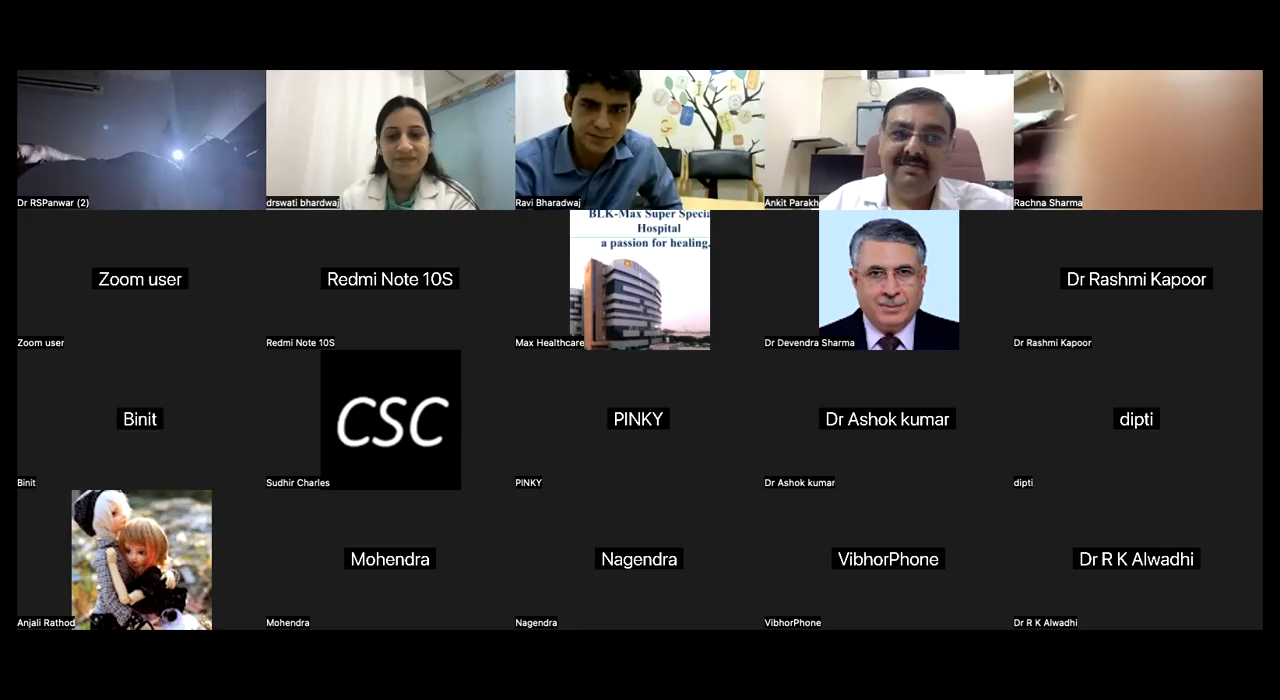 Dr RSPanwar (2)
drswati bhardwaj
Ravi Bharadwaj
Ankit Parakh
Rachna Sharma
Zoom user
Zoom user
Redmi Note 10S
Redmi Note 10S
BLK-Max Super Specia
Hospital
a passion for healing.
Max Healthcare
Dr Devendra Sharma
Dr Rashmi Kapoor
Dr Rashmi Kapoor
Binit
Binit
CSC
Sudhir Charles
PINKY
PINKY
Dr Ashok kumar
Dr Ashok kumar
dipti
dipti
Anjali Rathod
Mohendra
Mohendra
Nagendra
Nagendra
VibhorPhone
VibhorPhone
Dr R K Alwadhi
Dr R K Alwadhi